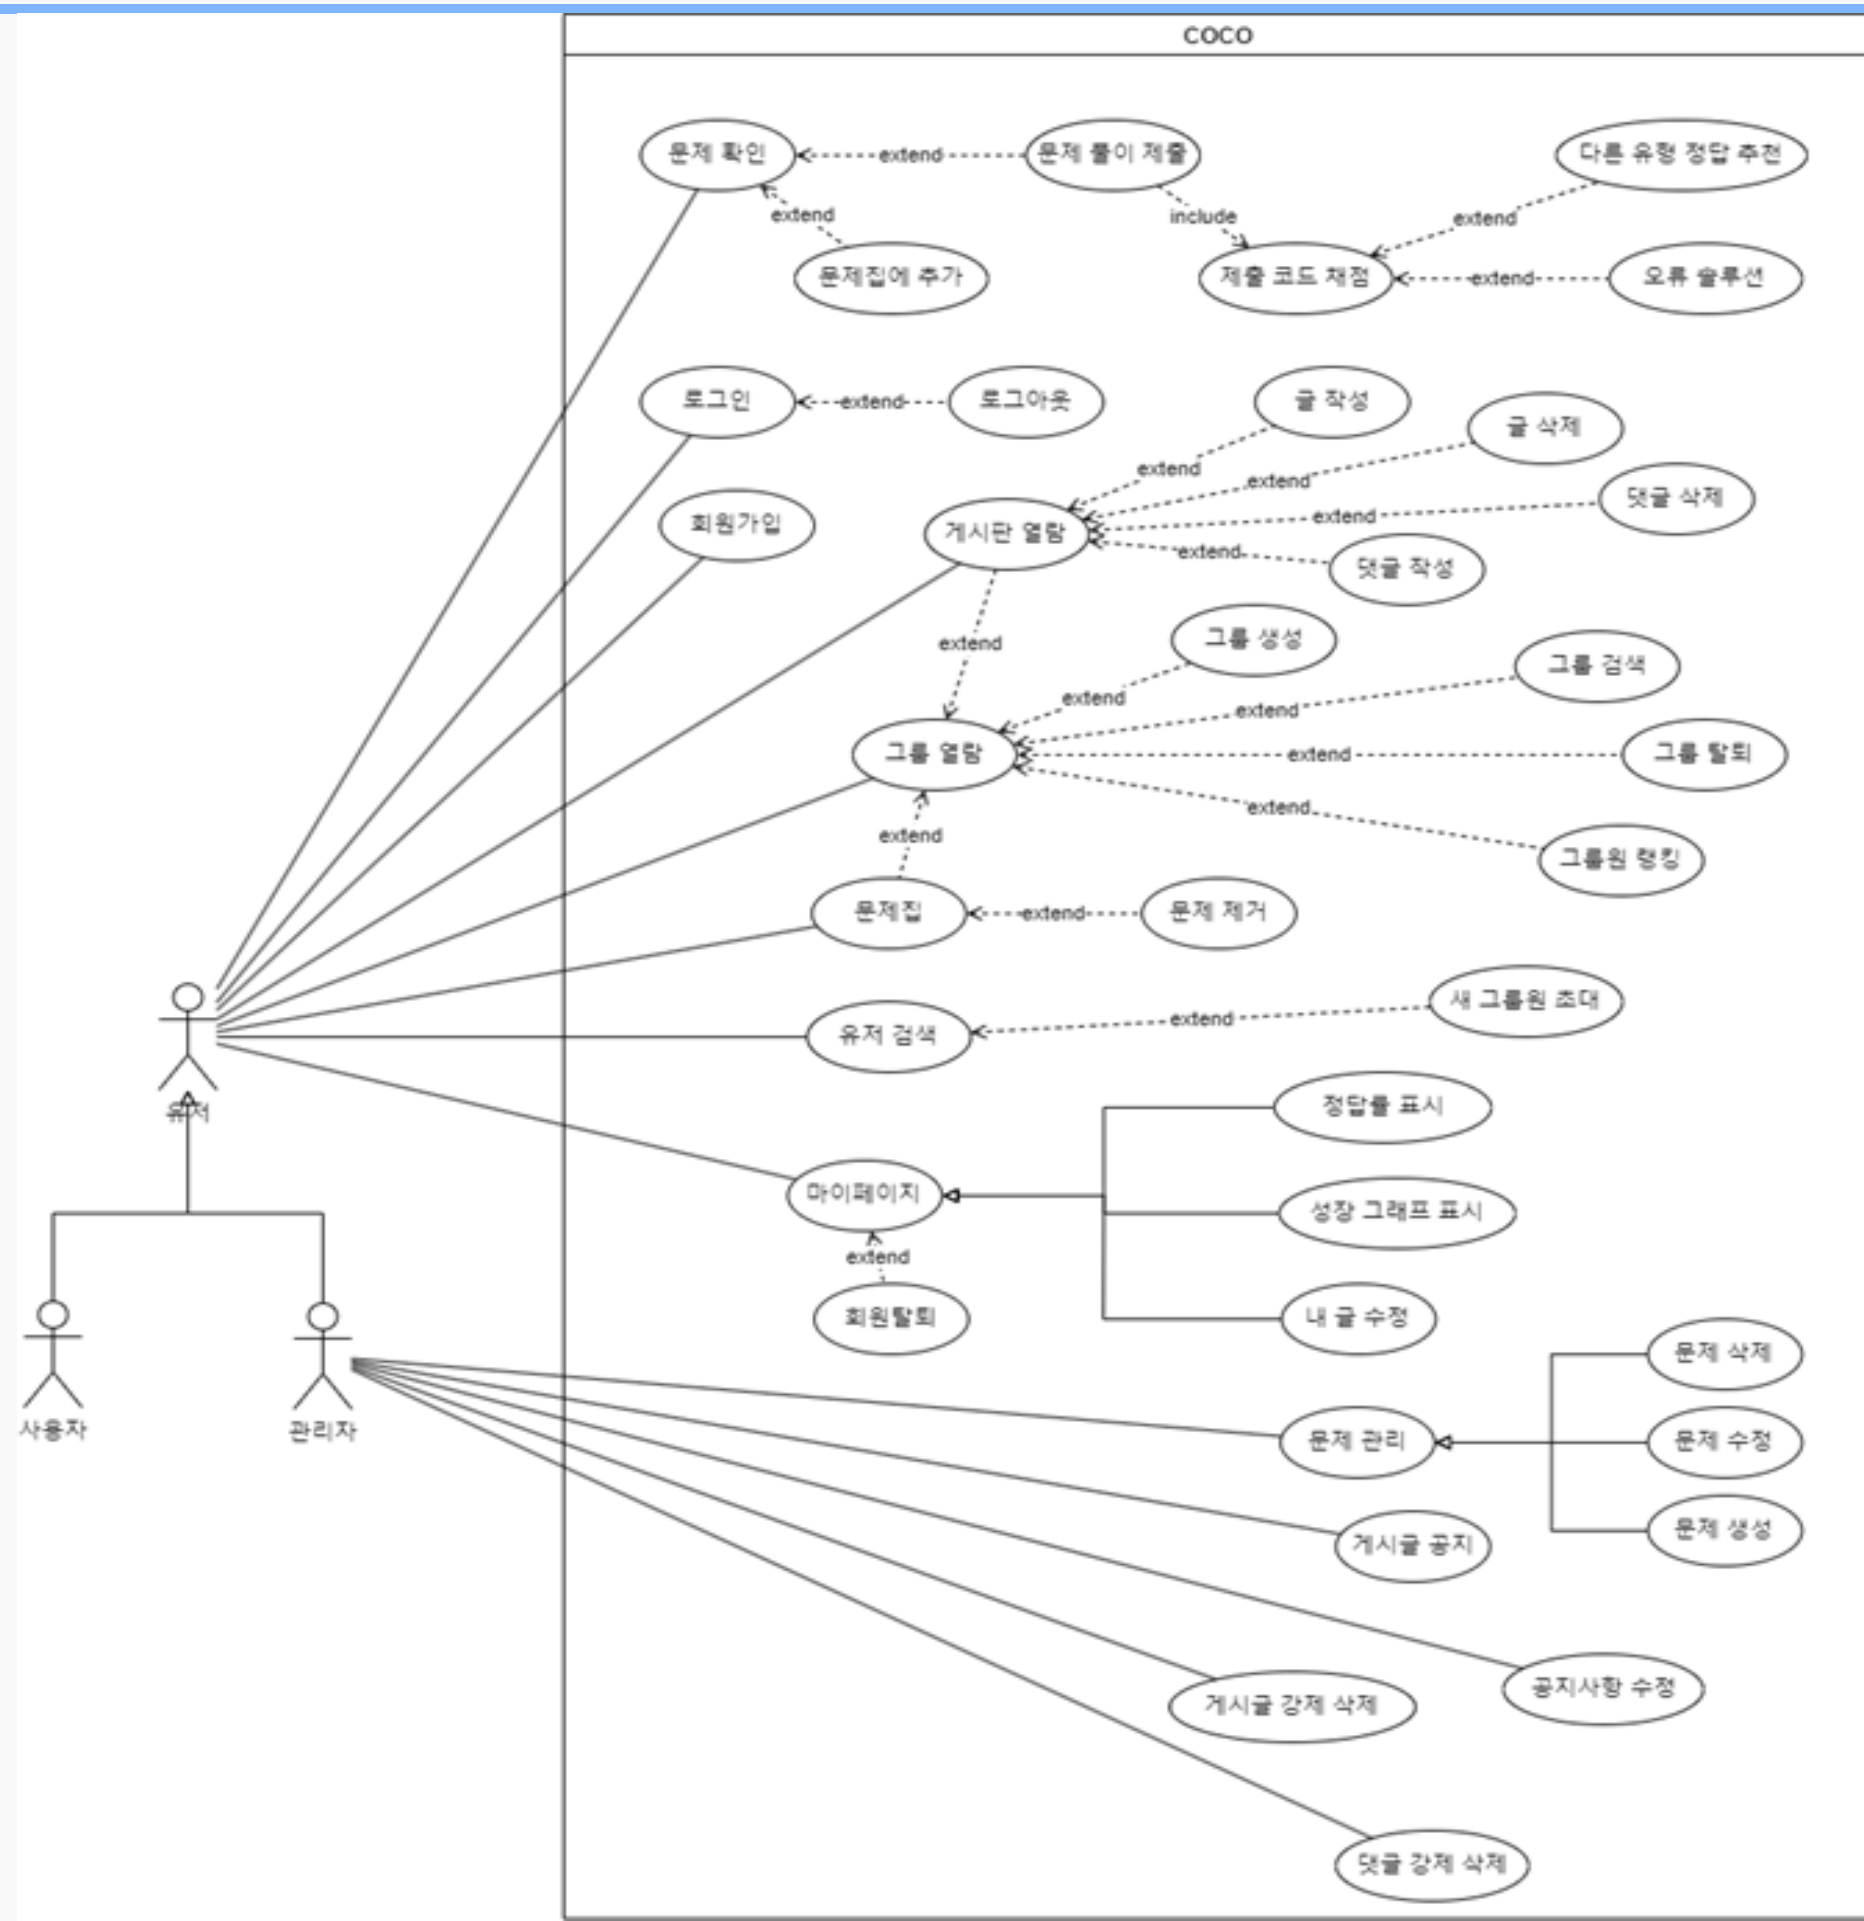 COCO
문제 확인
extend
문제 풀이 제출
다른 유형 정답 추천
extend
include
extend
문제집에 추가
제출 코드 채점
extend
오류 솔루션
로그인
extend
로그아웃
글 작성
글 삭제
extend
extend
댓글 삭제
회원가입
게시판 열람
extend
extend
댓글 작성
extend
그룹 생성
그룹 검색
extend
extend
그룹 열람
extend
그룹 탈퇴
extend
extend
그룹원 랭킹
문제집
extend
문제 제거
새 그룹원 초대
유저 검색
extend
유저
정답률 표시
마이페이지
성장 그래프 표시
extend
회원탈퇴
내 글 수정
문제 삭제
사용자
관리자
문제 관리
문제 수정
게시글 공지
문제 생성
공지사항 수정
게시글 강제 삭제
댓글 강제 삭제